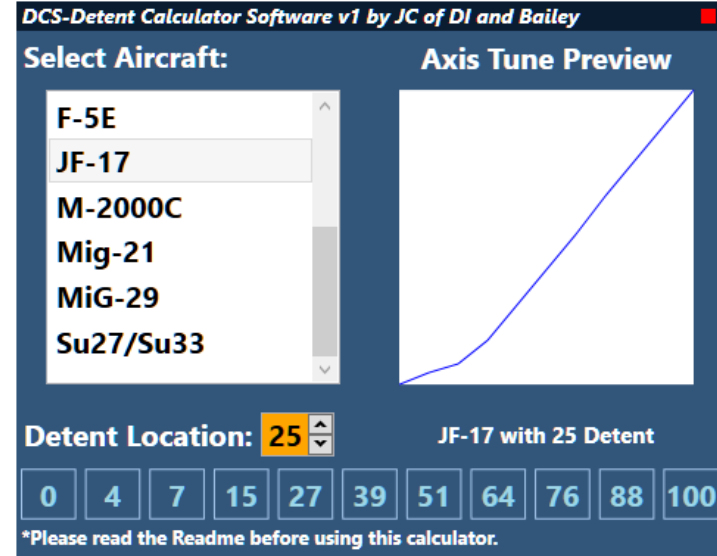 DCS-Detent Calculator Software v1 by JC of DI and Bailey
Select Aircraft:
Axis Tune Preview
F-5E
JF-17
M-2000C
Mig-21
MiG-29
Su27/Su33
Detent Location: 25
JF-17 with 25 Detent
0 4 7 15 27 39 51 64 76 88 100
*Please read the Readme before using this calculator.